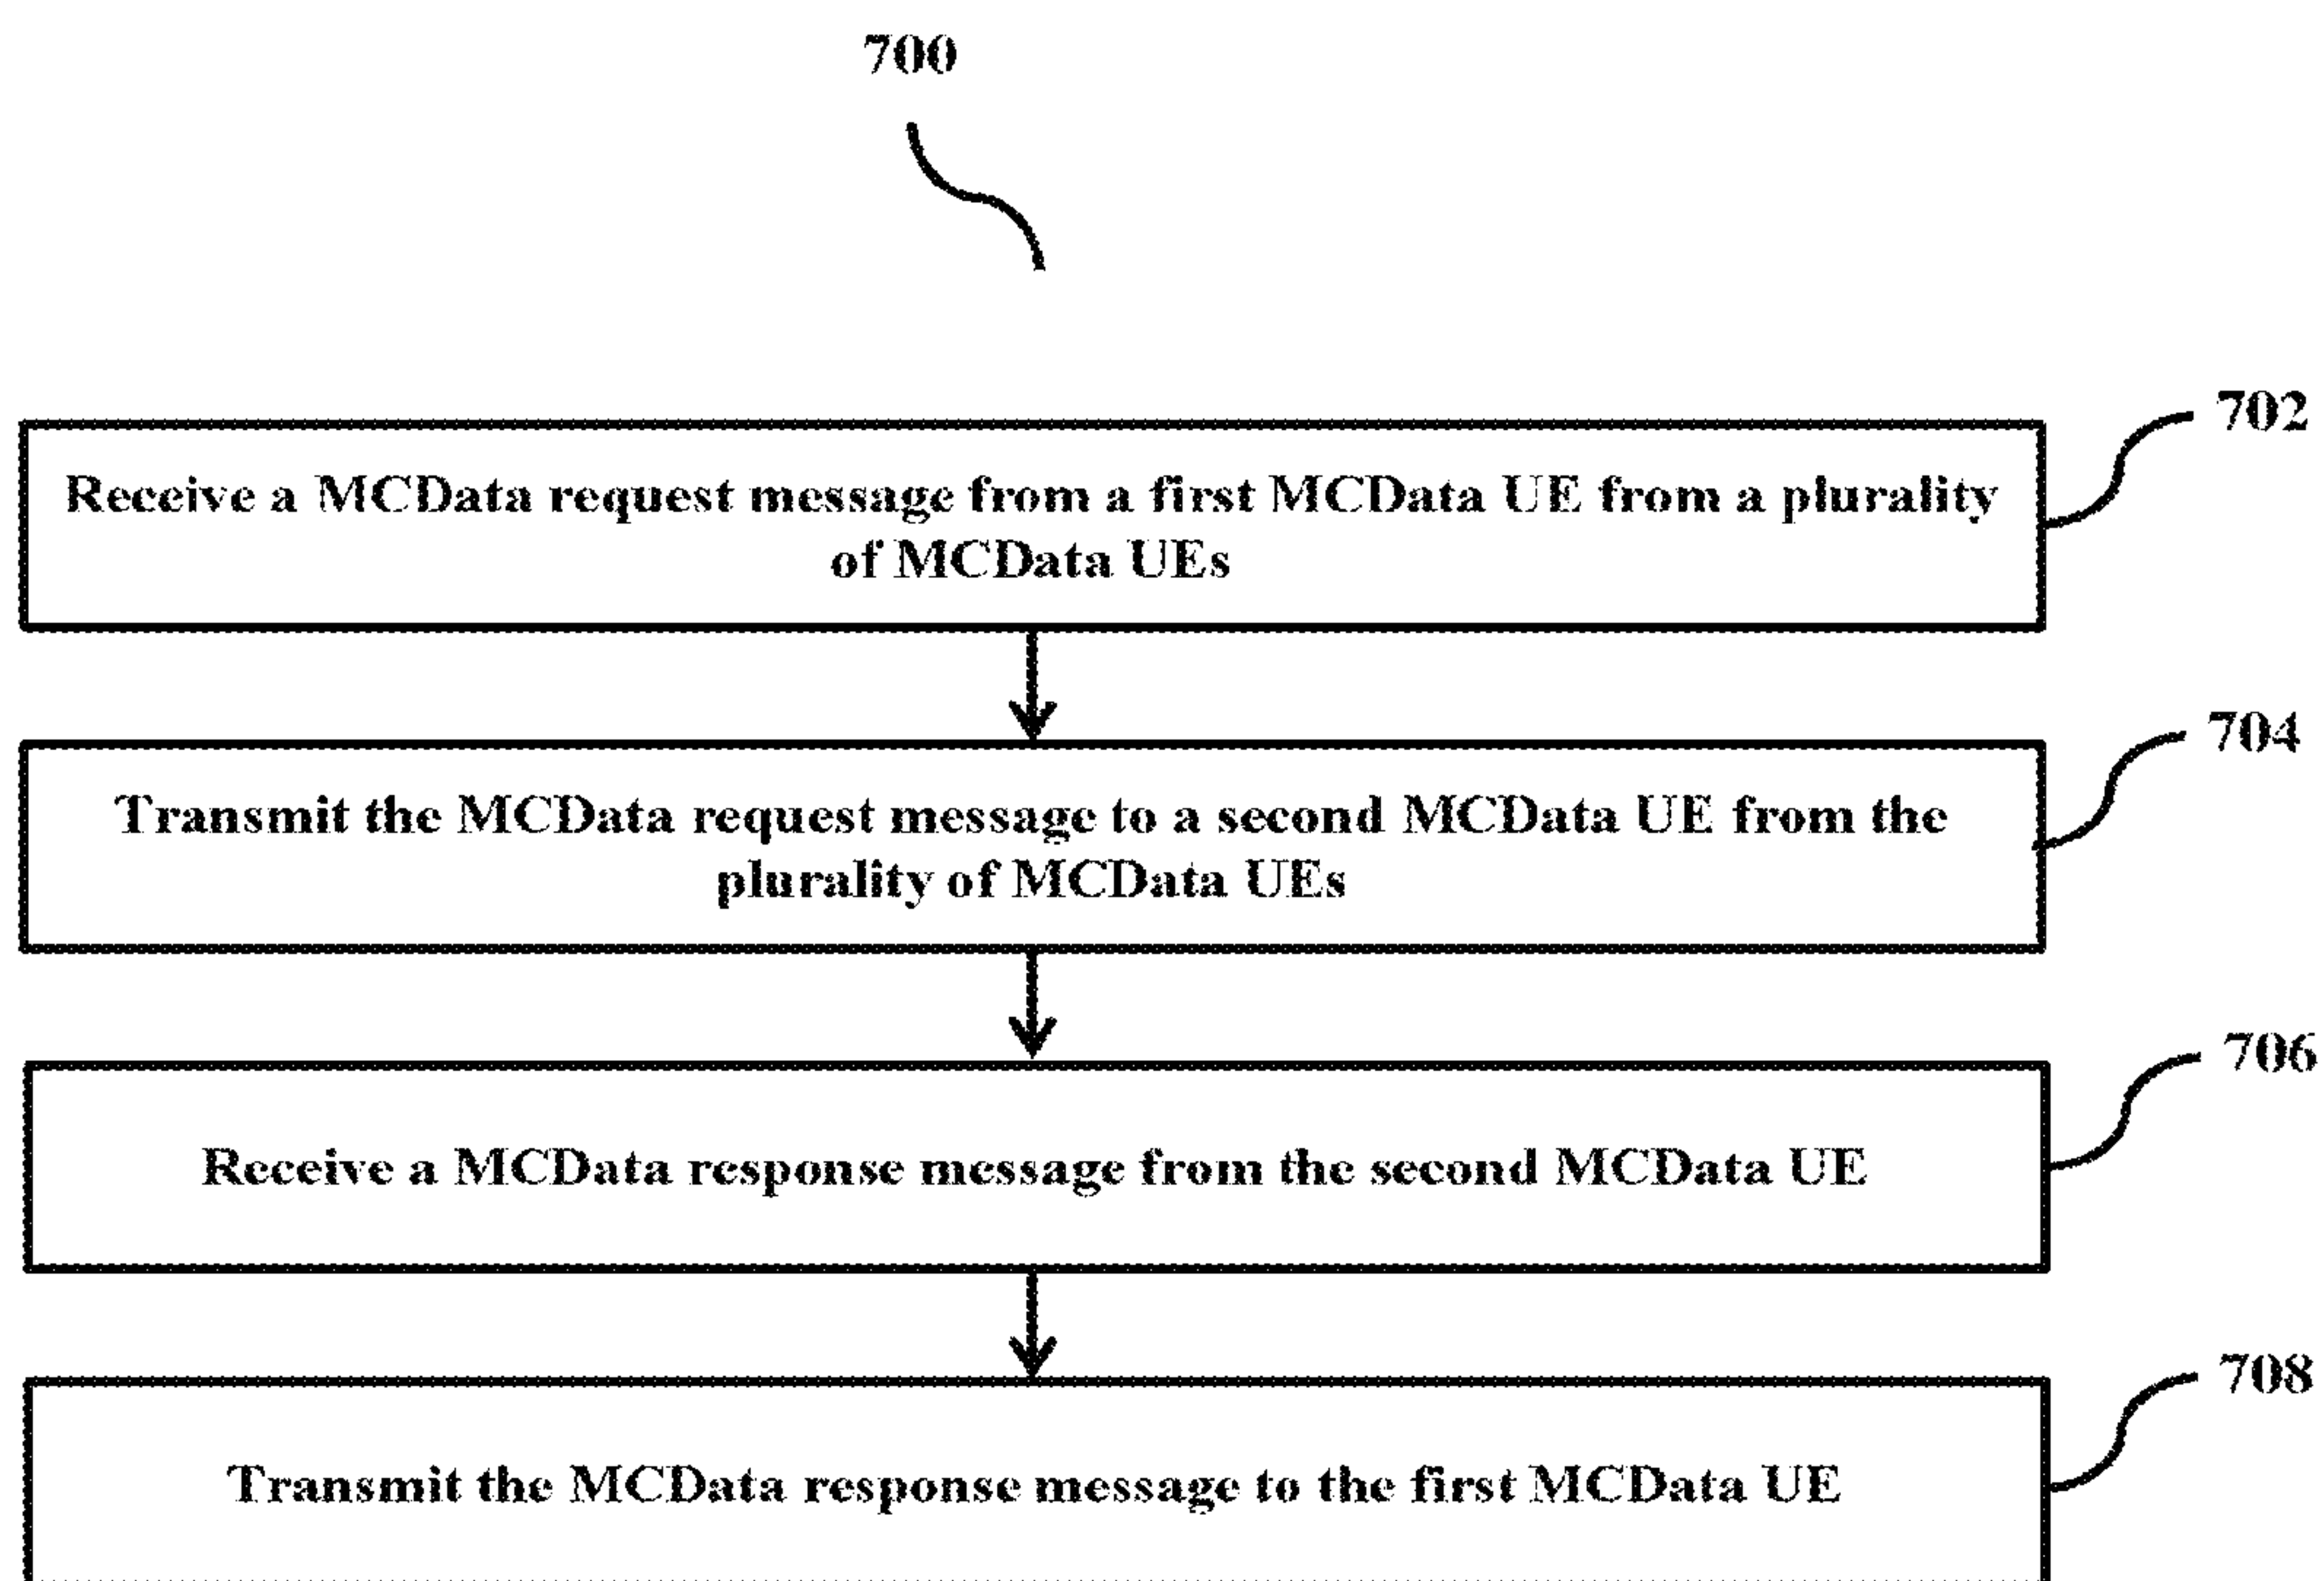 700
702
Receive a MCData request message from a first MCData UE from a plurality
of MCData UEs
704
Transmit the MCData request message to a second MCData UE from the
plurality of MCData UEs
706
Receive a MCData response message from the second MCData UE
708
Transmit the MCData response message to the first MCData UE